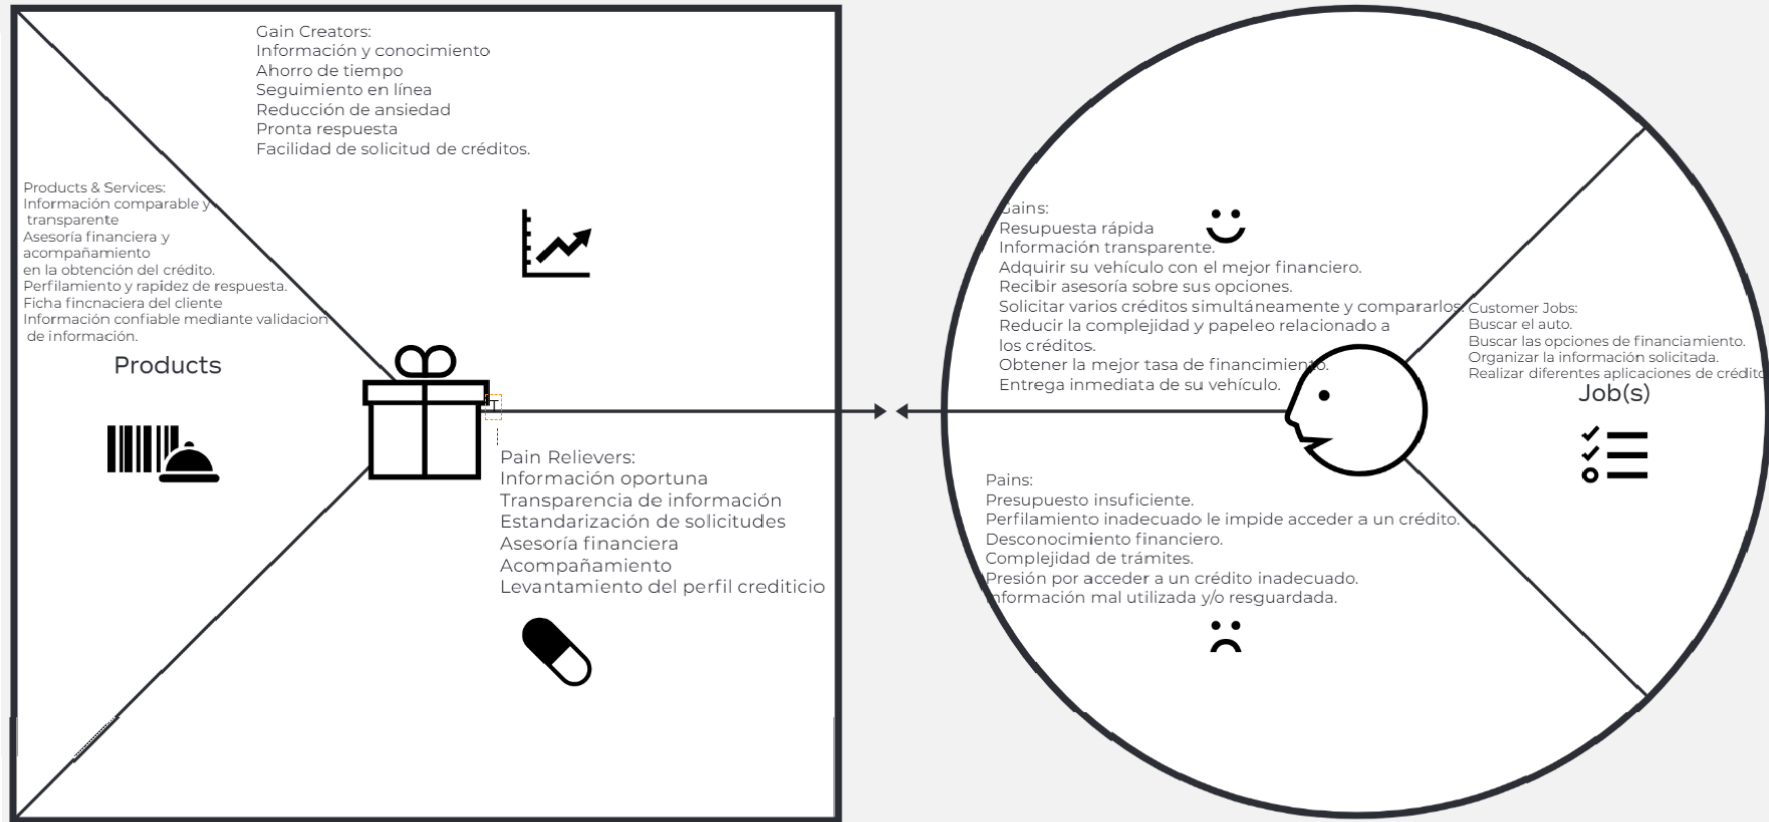 Gain Creators:
Información y conocimiento
Ahorro de tiempo
Seguimiento en línea
Reducción de ansiedad
Pronta respuesta
Facilidad de solicitud de créditos.
Products & Services:
Información comparable y
transparente
Asesoría financiera y
acompañamiento
en la obtención del crédito.
Perfilamiento y rapidez de respuesta.
Ficha fincnaciera del cliente
Información confiable mediante validacion
de información.
Products
Pain Relievers:
Información oportuna
Transparencia de información
Estandarización de solicitudes
Asesoría financiera
Acompañamiento
Levantamiento del perfil crediticio
T
Gains:
Resupuesta rápida
Información transparente.
Adquirir su vehículo con el mejor financiero.
Recibir asesoría sobre sus opciones.
Solicitar varios créditos simultáneamente y compararlos.
Reducir la complejidad y papeleo relacionado a
los créditos.
Obtener la mejor tasa de financimiento.
Entrega inmediata de su vehículo.
Customer Jobs:
Buscar el auto.
Buscar las opciones de financiamiento.
Organizar la información solicitada.
Realizar diferentes aplicaciones de crédito
Job(s)
Pains:
Presupuesto insuficiente.
Perfilamiento inadecuado le impide acceder a un crédito.
Desconocimiento financiero.
Complejidad de trámites.
Presión por acceder a un crédito inadecuado.
Información mal utilizada y/o resguardada.